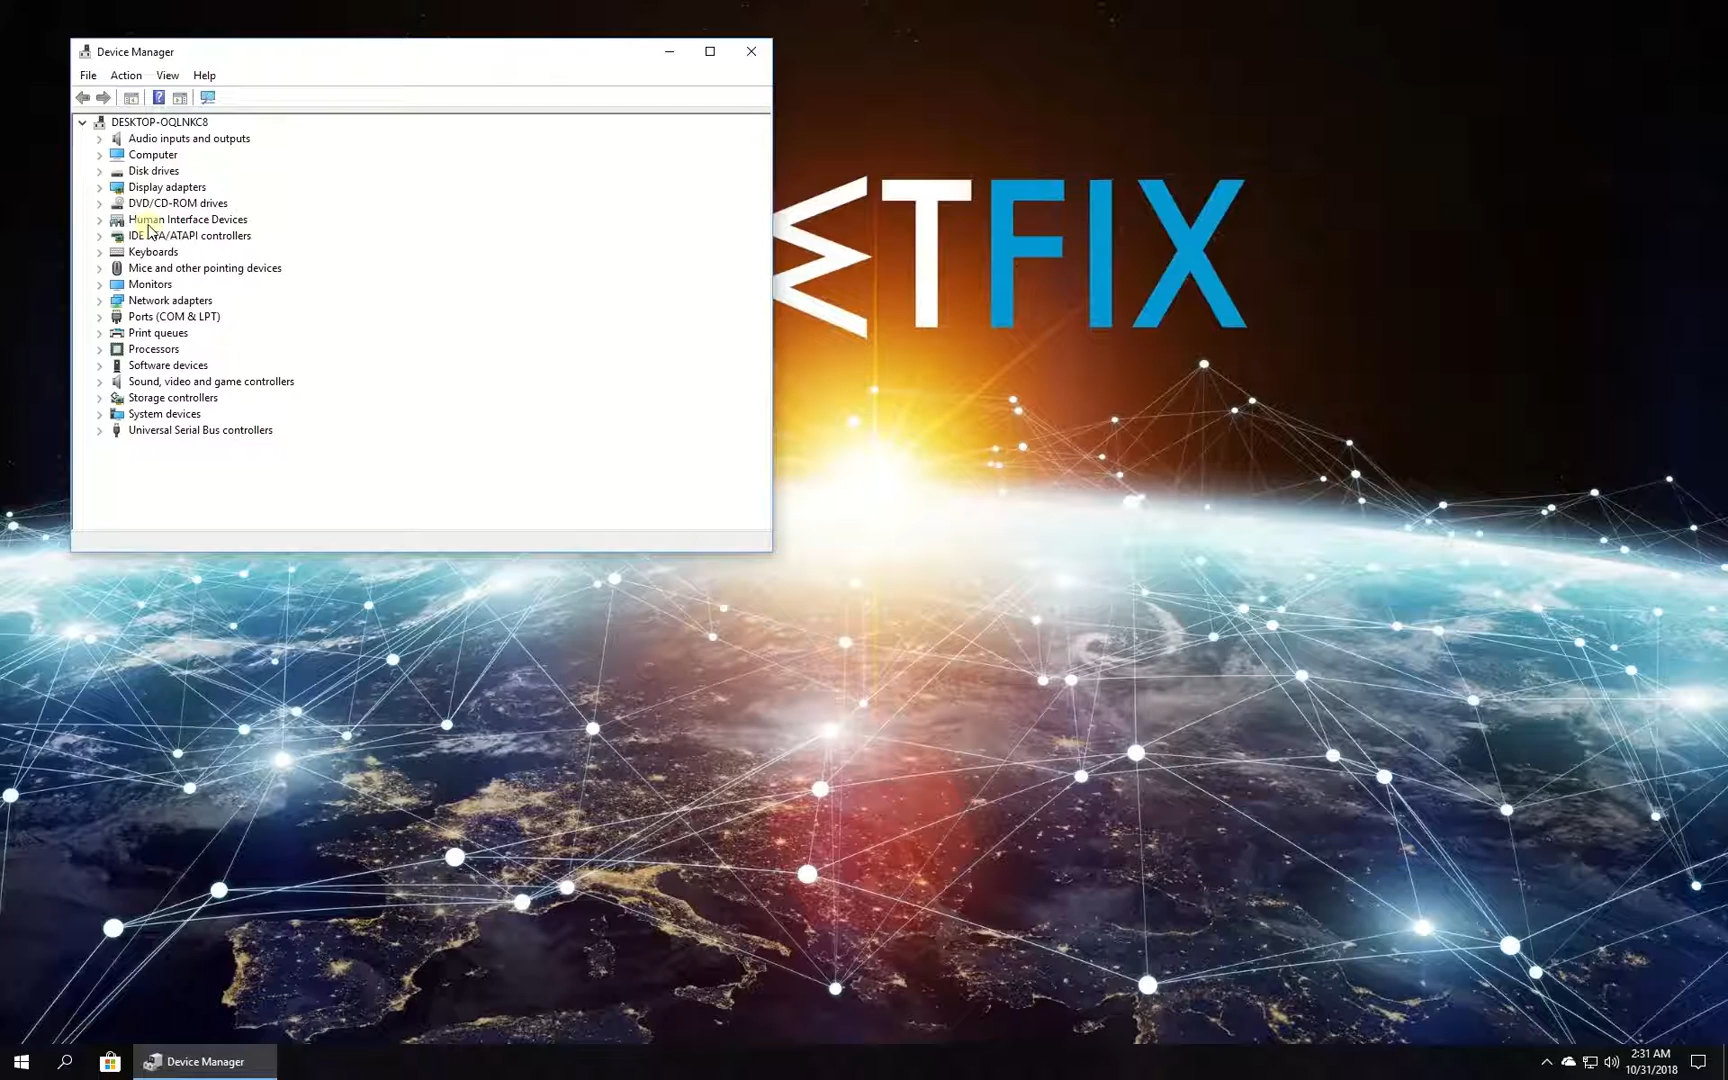 Device Manager
File Action View Help
DESKTOP-OQLNKC8
Audio inputs and outputs
Computer
Disk drives
Display adapters
DVD/CD-ROM drives
Human Interface Devices
IDE ATA/ATAPI controllers
Keyboards
Mice and other pointing devices
Monitors
Network adapters
Ports (COM & LPT)
Print queues
Processors
Software devices
Sound, video and game controllers
Storage controllers
System devices
Universal Serial Bus controllers
TFIX
Device Manager
2:31 AM
10/31/2018